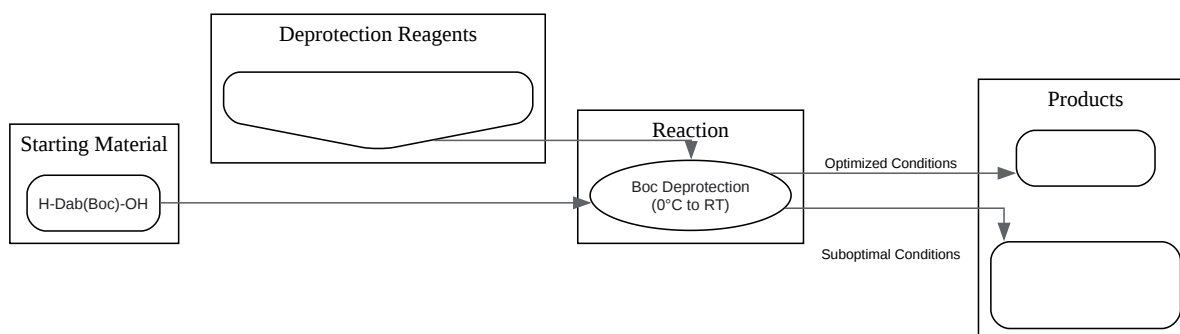 Deprotection Reagents
Starting Material
H-Dab(Boc)-OH
Reaction
Boc Deprotection
(0°C to RT)
Optimized Conditions
Suboptimal Conditions
Products